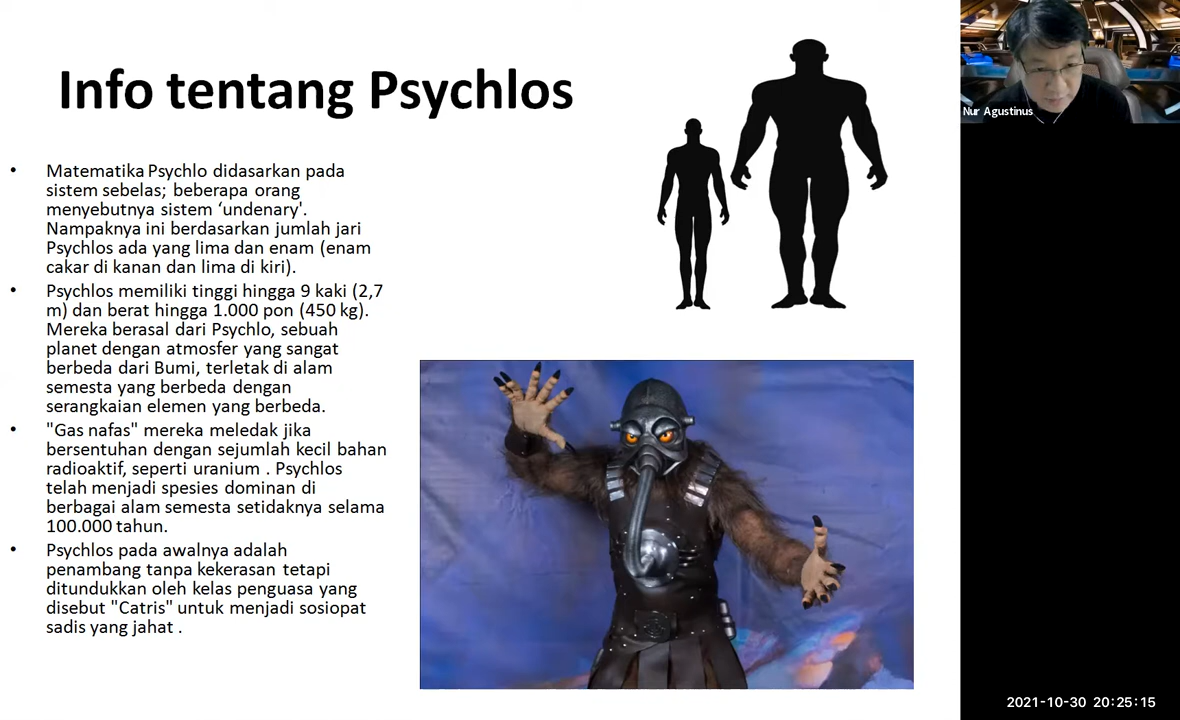 Info tentang Psychlos
• Matematika Psychlo didasarkan pada
sistem sebelas; beberapa orang
menyebutnya sistem ‘undenary'.
Nampaknya ini berdasarkan jumlah jari
Psychlos ada yang lima dan enam (enam
cakar di kanan dan lima di kiri).
• Psychlos memiliki tinggi hingga 9 kaki (2,7
m) dan berat hingga 1.000 pon (450 kg).
Mereka berasal dari Psychlo, sebuah
planet dengan atmosfer yang sangat
berbeda dari Bumi, terletak di alam
semesta yang berbeda dengan
serangkaian elemen yang berbeda.
• "Gas nafas" mereka meledak jika
bersentuhan dengan sejumlah kecil bahan
radioaktif, seperti uranium . Psychlos
telah menjadi spesies dominan di
berbagai alam semesta setidaknya selama
100.000 tahun.
• Psychlos pada awalnya adalah
penambang tanpa kekerasan tetapi
ditundukkan oleh kelas penguasa yang
disebut "Catris" untuk menjadi sosiopat
sadis yang jahat .
Nur Agustinus
2021-10-30 20:25:15